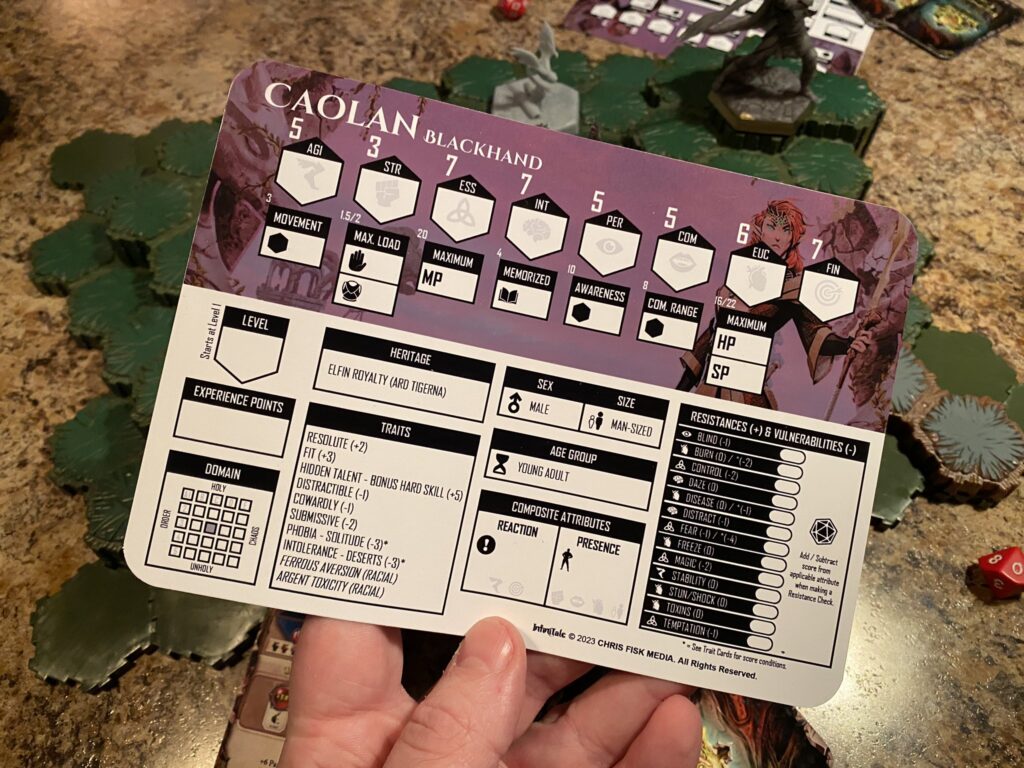 CAOLAN BLACKHAND
5 3 7 7 5 5 6 7
AGI STR ESS INT PER COM EUC FIN
3 1.5/2 20 4 10 8 16/22
MOVEMENT
MAX. LOAD
MAXIMUM
MP
MEMORIZED
AWARENESS
COM. RANGE
MAXIMUM
HP
SP
Starts at Level 1
LEVEL
EXPERIENCE POINTS
DOMAIN
HOLY
ORDER
CHAOS
UNHOLY
HERITAGE
ELFIN ROYALTY (ARD TIGERNA)
TRAITS
RESOLUTE (+2)
FIT (+3)
HIDDEN TALENT - BONUS HARD SKILL (+5)
DISTRACTIBLE (-1)
COWARDLY (-1)
SUBMISSIVE (-2)
PHOBIA - SOLITUDE (-3)*
INTOLERANCE - DESERTS (-3)*
FERROUS AVERSION (RACIAL)
ARGENT TOXICITY (RACIAL)
SEX
MALE
SIZE
MAN-SIZED
AGE GROUP
YOUNG ADULT
COMPOSITE ATTRIBUTES
REACTION
PRESENCE
RESISTANCES (+) & VULNERABILITIES (-)
BLIND (-1)
BURN (0) / *(-2)
CONTROL (-2)
DAZE (0)
DISEASE (0) / *(-1)
DISTRACT (-1)
FEAR (-1) / *(-4)
FREEZE (0)
MAGIC (-2)
STABILITY (0)
STUN/SHOCK (0)
TOXINS (0)
TEMPTATION (-1)
Add / Subtract
score from
applicable attribute
when making a
Resistance Check.
* = See Trait Cards for score conditions.
© 2023 CHRIS FISK MEDIA. All Rights Reserved.
8